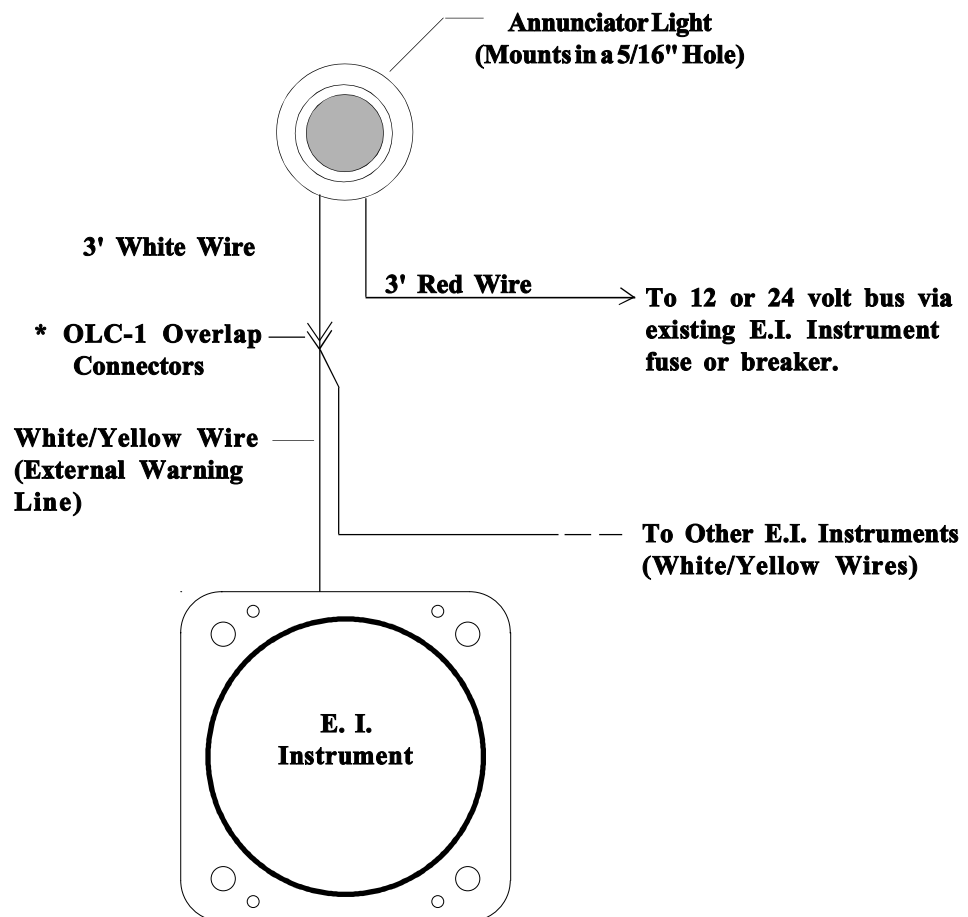 Annunciator Light
(Mounts in a 5/16" Hole)
3' White Wire
3' Red Wire
To 12 or 24 volt bus via
existing E.I. Instrument
fuse or breaker.
* OLC-1 Overlap
Connectors
White/Yellow Wire
(External Warning
Line)
To Other E.I. Instruments
(White/Yellow Wires)
E. I.
Instrument